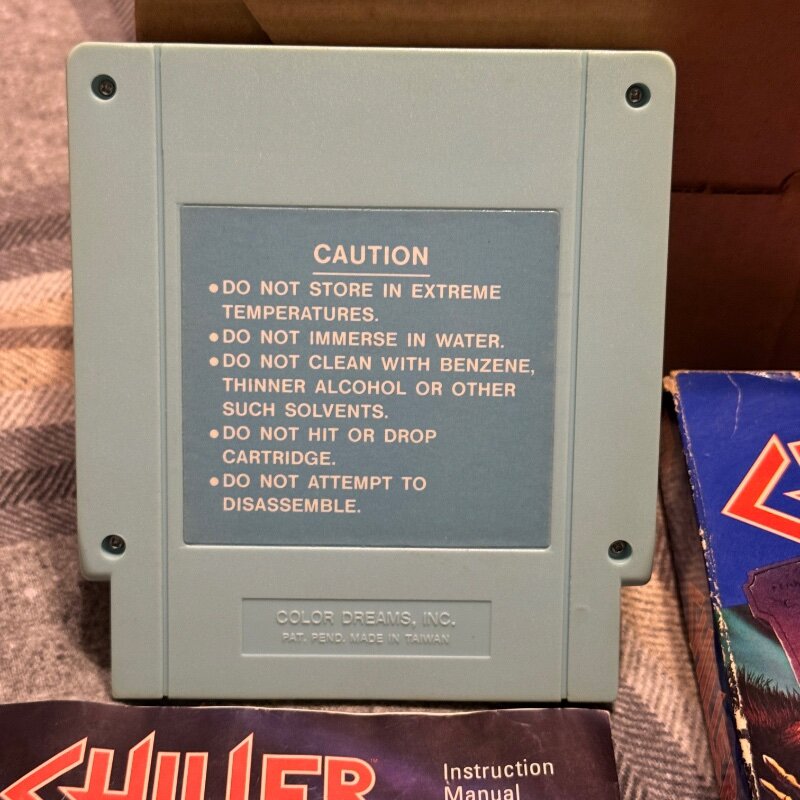 CAUTION
•DO NOT STORE IN EXTREME
TEMPERATURES.
•DO NOT IMMERSE IN WATER.
•DO NOT CLEAN WITH BENZENE,
THINNER ALCOHOL OR OTHER
SUCH SOLVENTS.
•DO NOT HIT OR DROP
CARTRIDGE.
•DO NOT ATTEMPT TO
DISASSEMBLE.
COLOR DREAMS, INC.
PAT. PEND. MADE IN TAIWAN
CHILLER™
Instruction
Manual